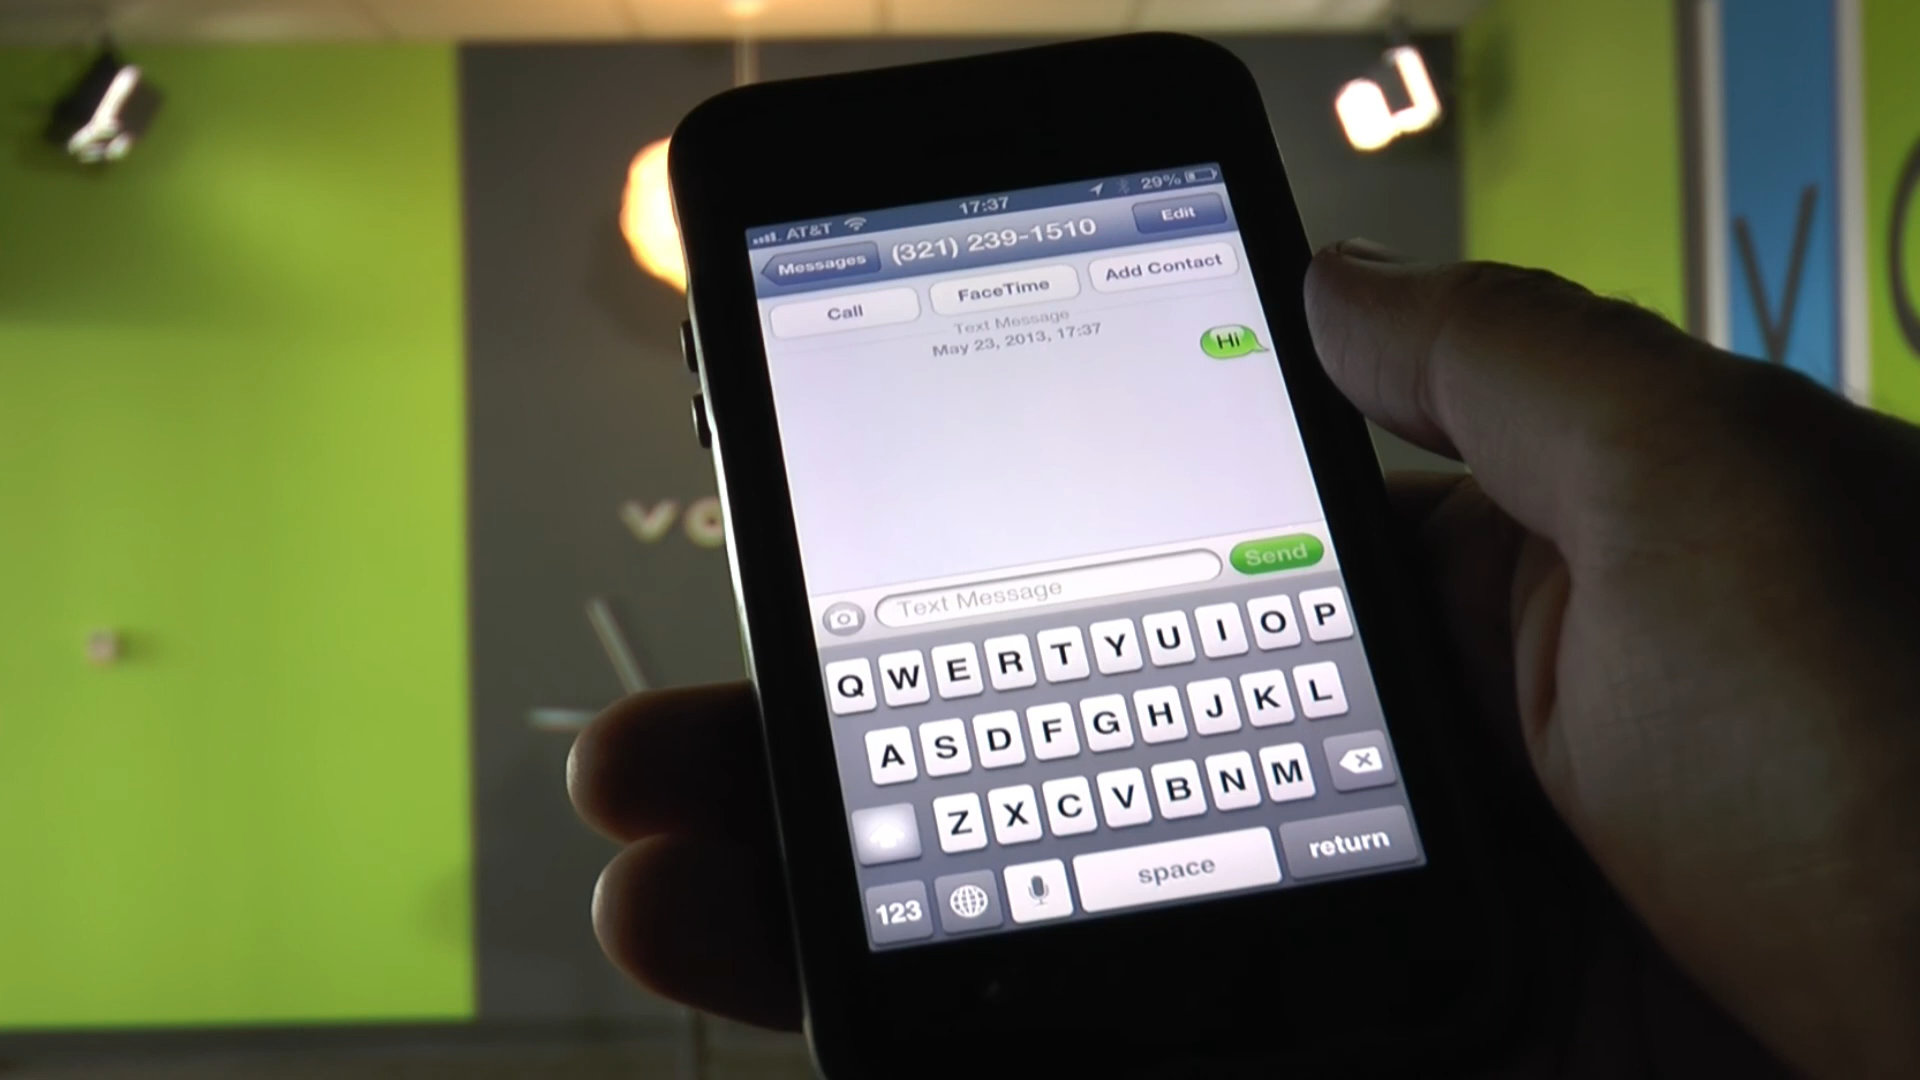 AT&T 17:37 29%
Messages (321) 239-1510 Edit
Call FaceTime Add Contact
Text Message
May 23, 2013, 17:37
Hi
Text Message Send
Q W E R T Y U I O P
A S D F G H J K L
Z X C V B N M
123 space return